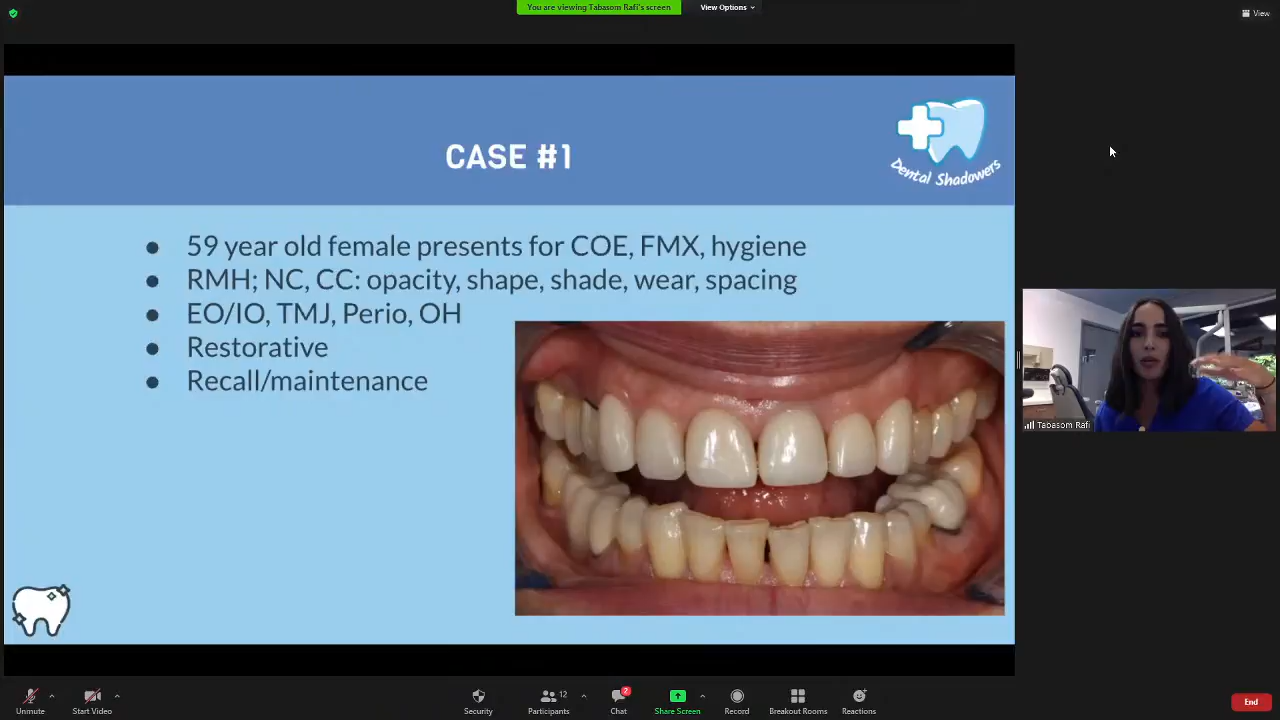 You are viewing Tabasom Rafi's screen
View Options
View
CASE #1
Dental Shadowers
59 year old female presents for COE, FMX, hygiene
RMH; NC, CC: opacity, shape, shade, wear, spacing
EO/IO, TMJ, Perio, OH
Restorative
Recall/maintenance
Tabasom Rafi
Unmute
Start Video
Security
Participants
12
Chat
2
Share Screen
Record
Breakout Rooms
Reactions
End